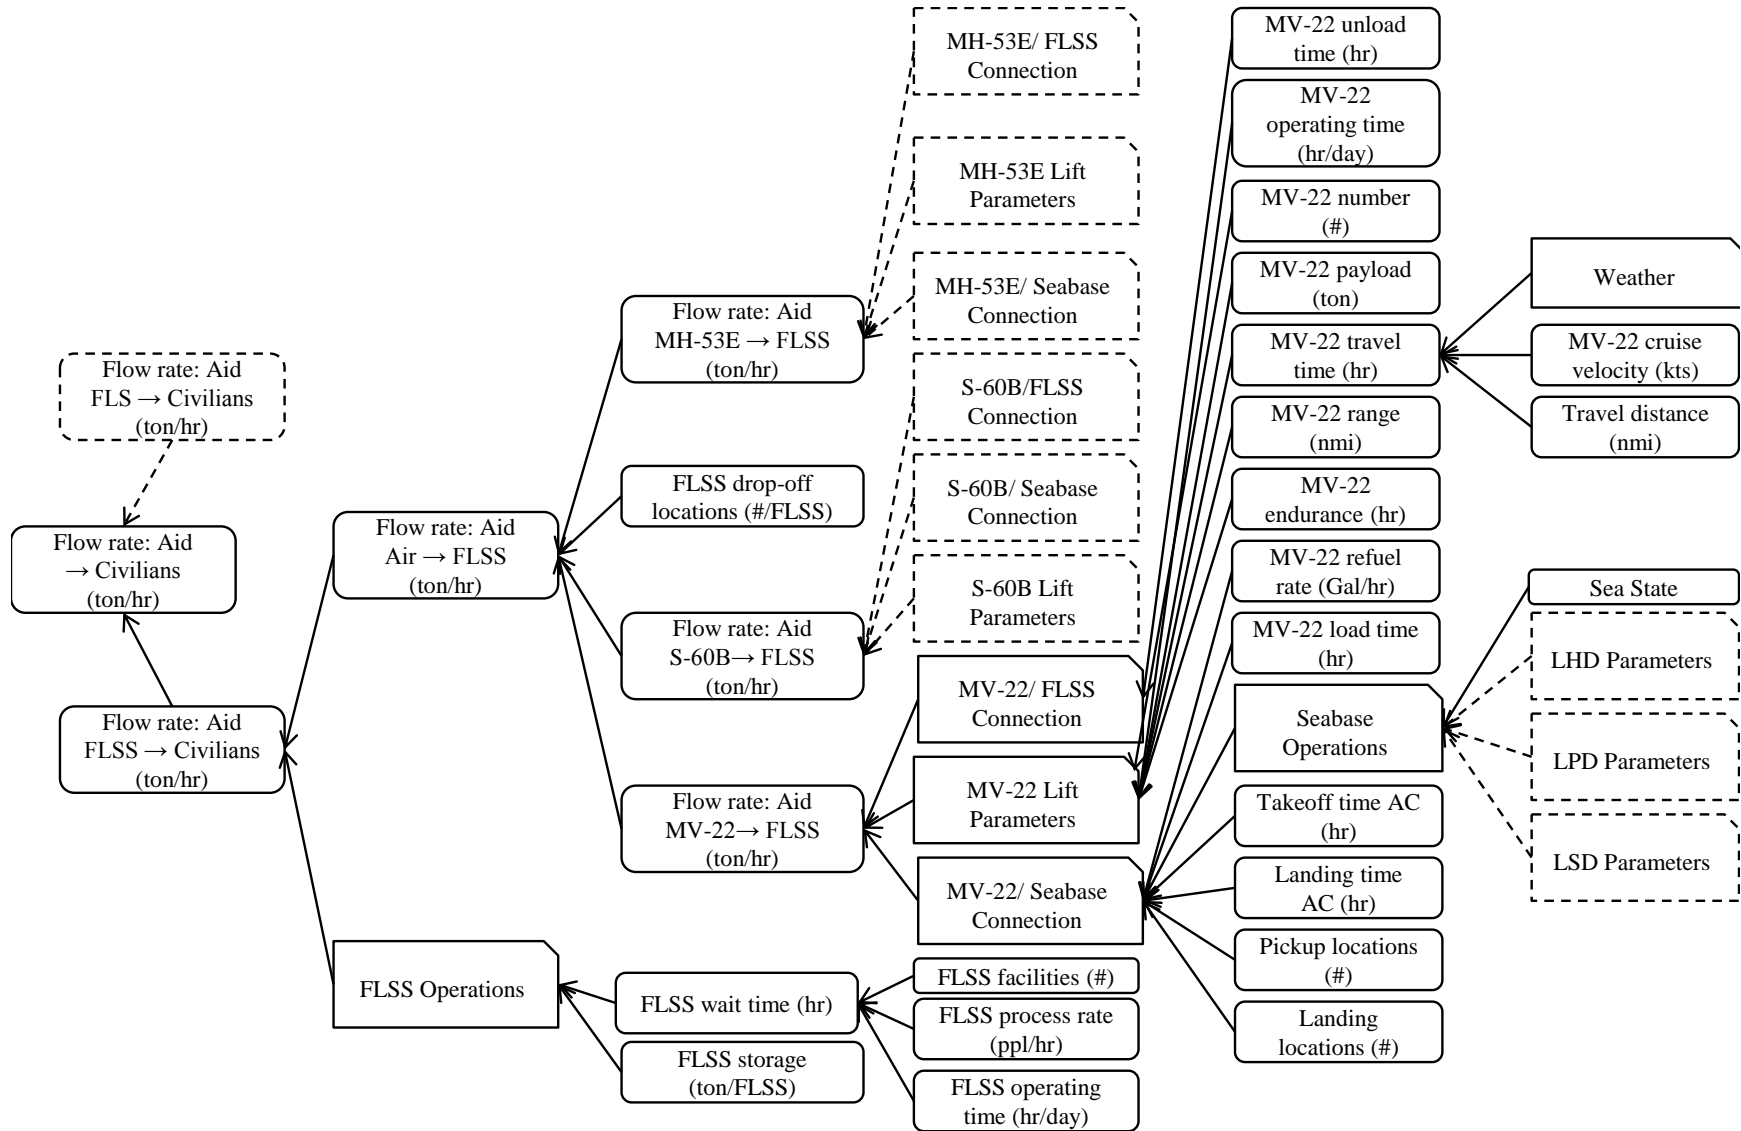 Flow rate: Aid
FLS → Civilians
(ton/hr)
Flow rate: Aid
→ Civilians
(ton/hr)
Flow rate: Aid
FLSS → Civilians
(ton/hr)
Flow rate: Aid
Air → FLSS
(ton/hr)
FLSS Operations
Flow rate: Aid
MH-53E → FLSS
(ton/hr)
FLSS drop-off
locations (#/FLSS)
Flow rate: Aid
S-60B→ FLSS
(ton/hr)
Flow rate: Aid
MV-22→ FLSS
(ton/hr)
FLSS wait time (hr)
FLSS storage
(ton/FLSS)
MH-53E/ FLSS
Connection
MH-53E Lift
Parameters
MH-53E/ Seabase
Connection
S-60B/FLSS
Connection
S-60B/ Seabase
Connection
S-60B Lift
Parameters
MV-22/ FLSS
Connection
MV-22 Lift
Parameters
MV-22/ Seabase
Connection
FLSS facilities (#)
FLSS process rate
(ppl/hr)
FLSS operating
time (hr/day)
MV-22 unload
time (hr)
MV-22
operating time
(hr/day)
MV-22 number
(#)
MV-22 payload
(ton)
MV-22 travel
time (hr)
MV-22 range
(nmi)
MV-22
endurance (hr)
MV-22 refuel
rate (Gal/hr)
MV-22 load time
(hr)
Seabase
Operations
Takeoff time AC
(hr)
Landing time
AC (hr)
Pickup locations
(#)
Landing
locations (#)
Weather
MV-22 cruise
velocity (kts)
Travel distance
(nmi)
Sea State
LHD Parameters
LPD Parameters
LSD Parameters